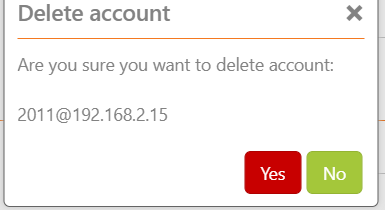 Delete account
Are you sure you want to delete account:
2011@192.168.2.15
Yes No